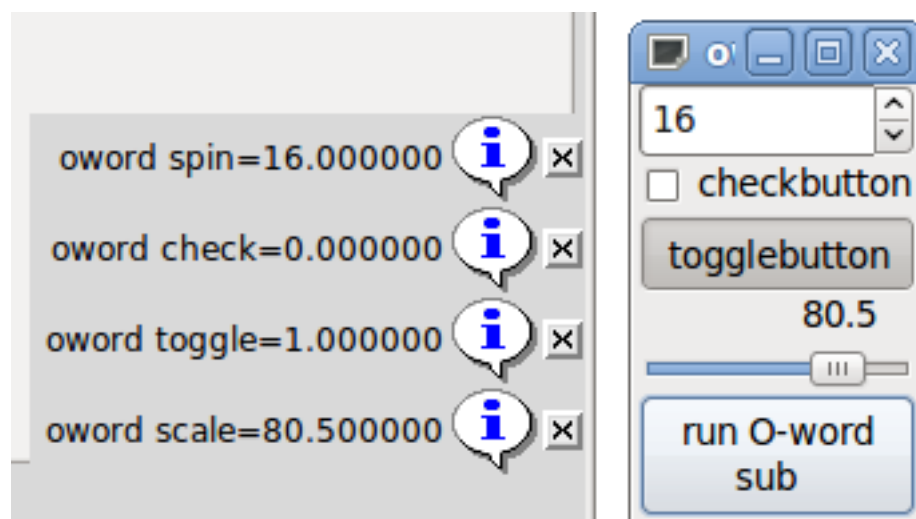 oword spin=16.000000
oword check=0.000000
oword toggle=1.000000
oword scale=80.500000
16
checkbutton
togglebutton
80.5
run O-word
sub